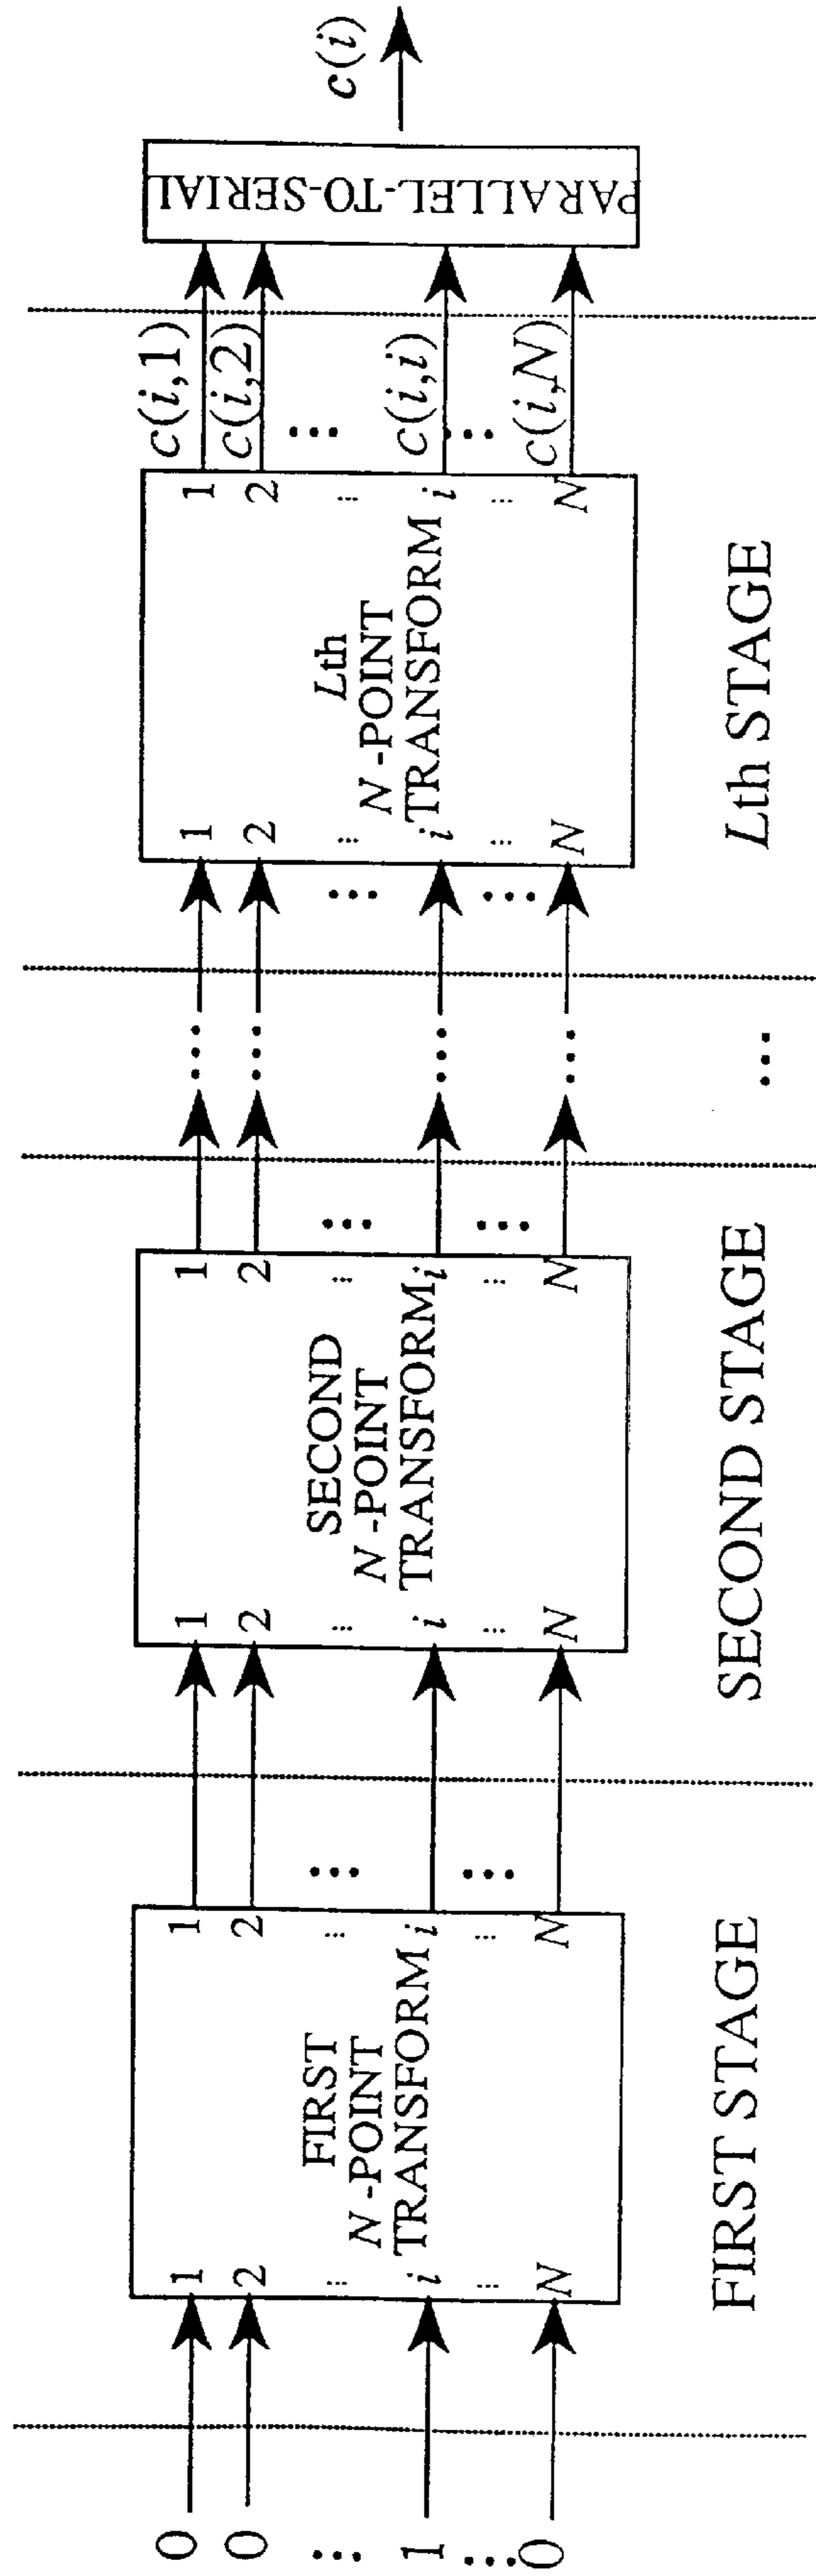 0
0
...
1
...
0
1
2
...
i
...
N
FIRST
N-POINT
TRANSFORM
1
2
...
i
...
N
...
...
FIRST STAGE
1
2
...
i
...
N
SECOND
N-POINT
TRANSFORM
1
2
...
i
...
N
...
...
SECOND STAGE
...
...
...
...
...
...
...
1
2
...
i
...
N
Lth
N-POINT
TRANSFORM
1
2
...
i
...
N
Lth STAGE
c(i,1)
c(i,2)
...
c(i,i)
...
c(i,N)
PARALLEL-TO-SERIAL
c(i)